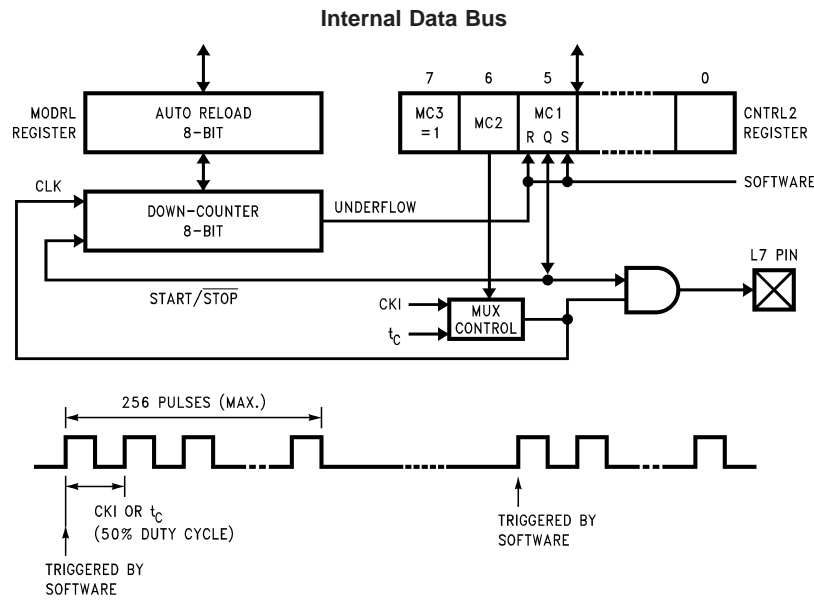 Internal Data Bus
MODRL
REGISTER
AUTO RELOAD
8-BIT
7 6 5 0
MC3
=1
MC2
MC1
R Q S
CNTRL2
REGISTER
CLK
DOWN-COUNTER
8-BIT
UNDERFLOW
SOFTWARE
START/STOP
CKI
tC
MUX
CONTROL
L7 PIN
256 PULSES (MAX.)
CKI OR tC
(50% DUTY CYCLE)
TRIGGERED BY
SOFTWARE
TRIGGERED BY
SOFTWARE